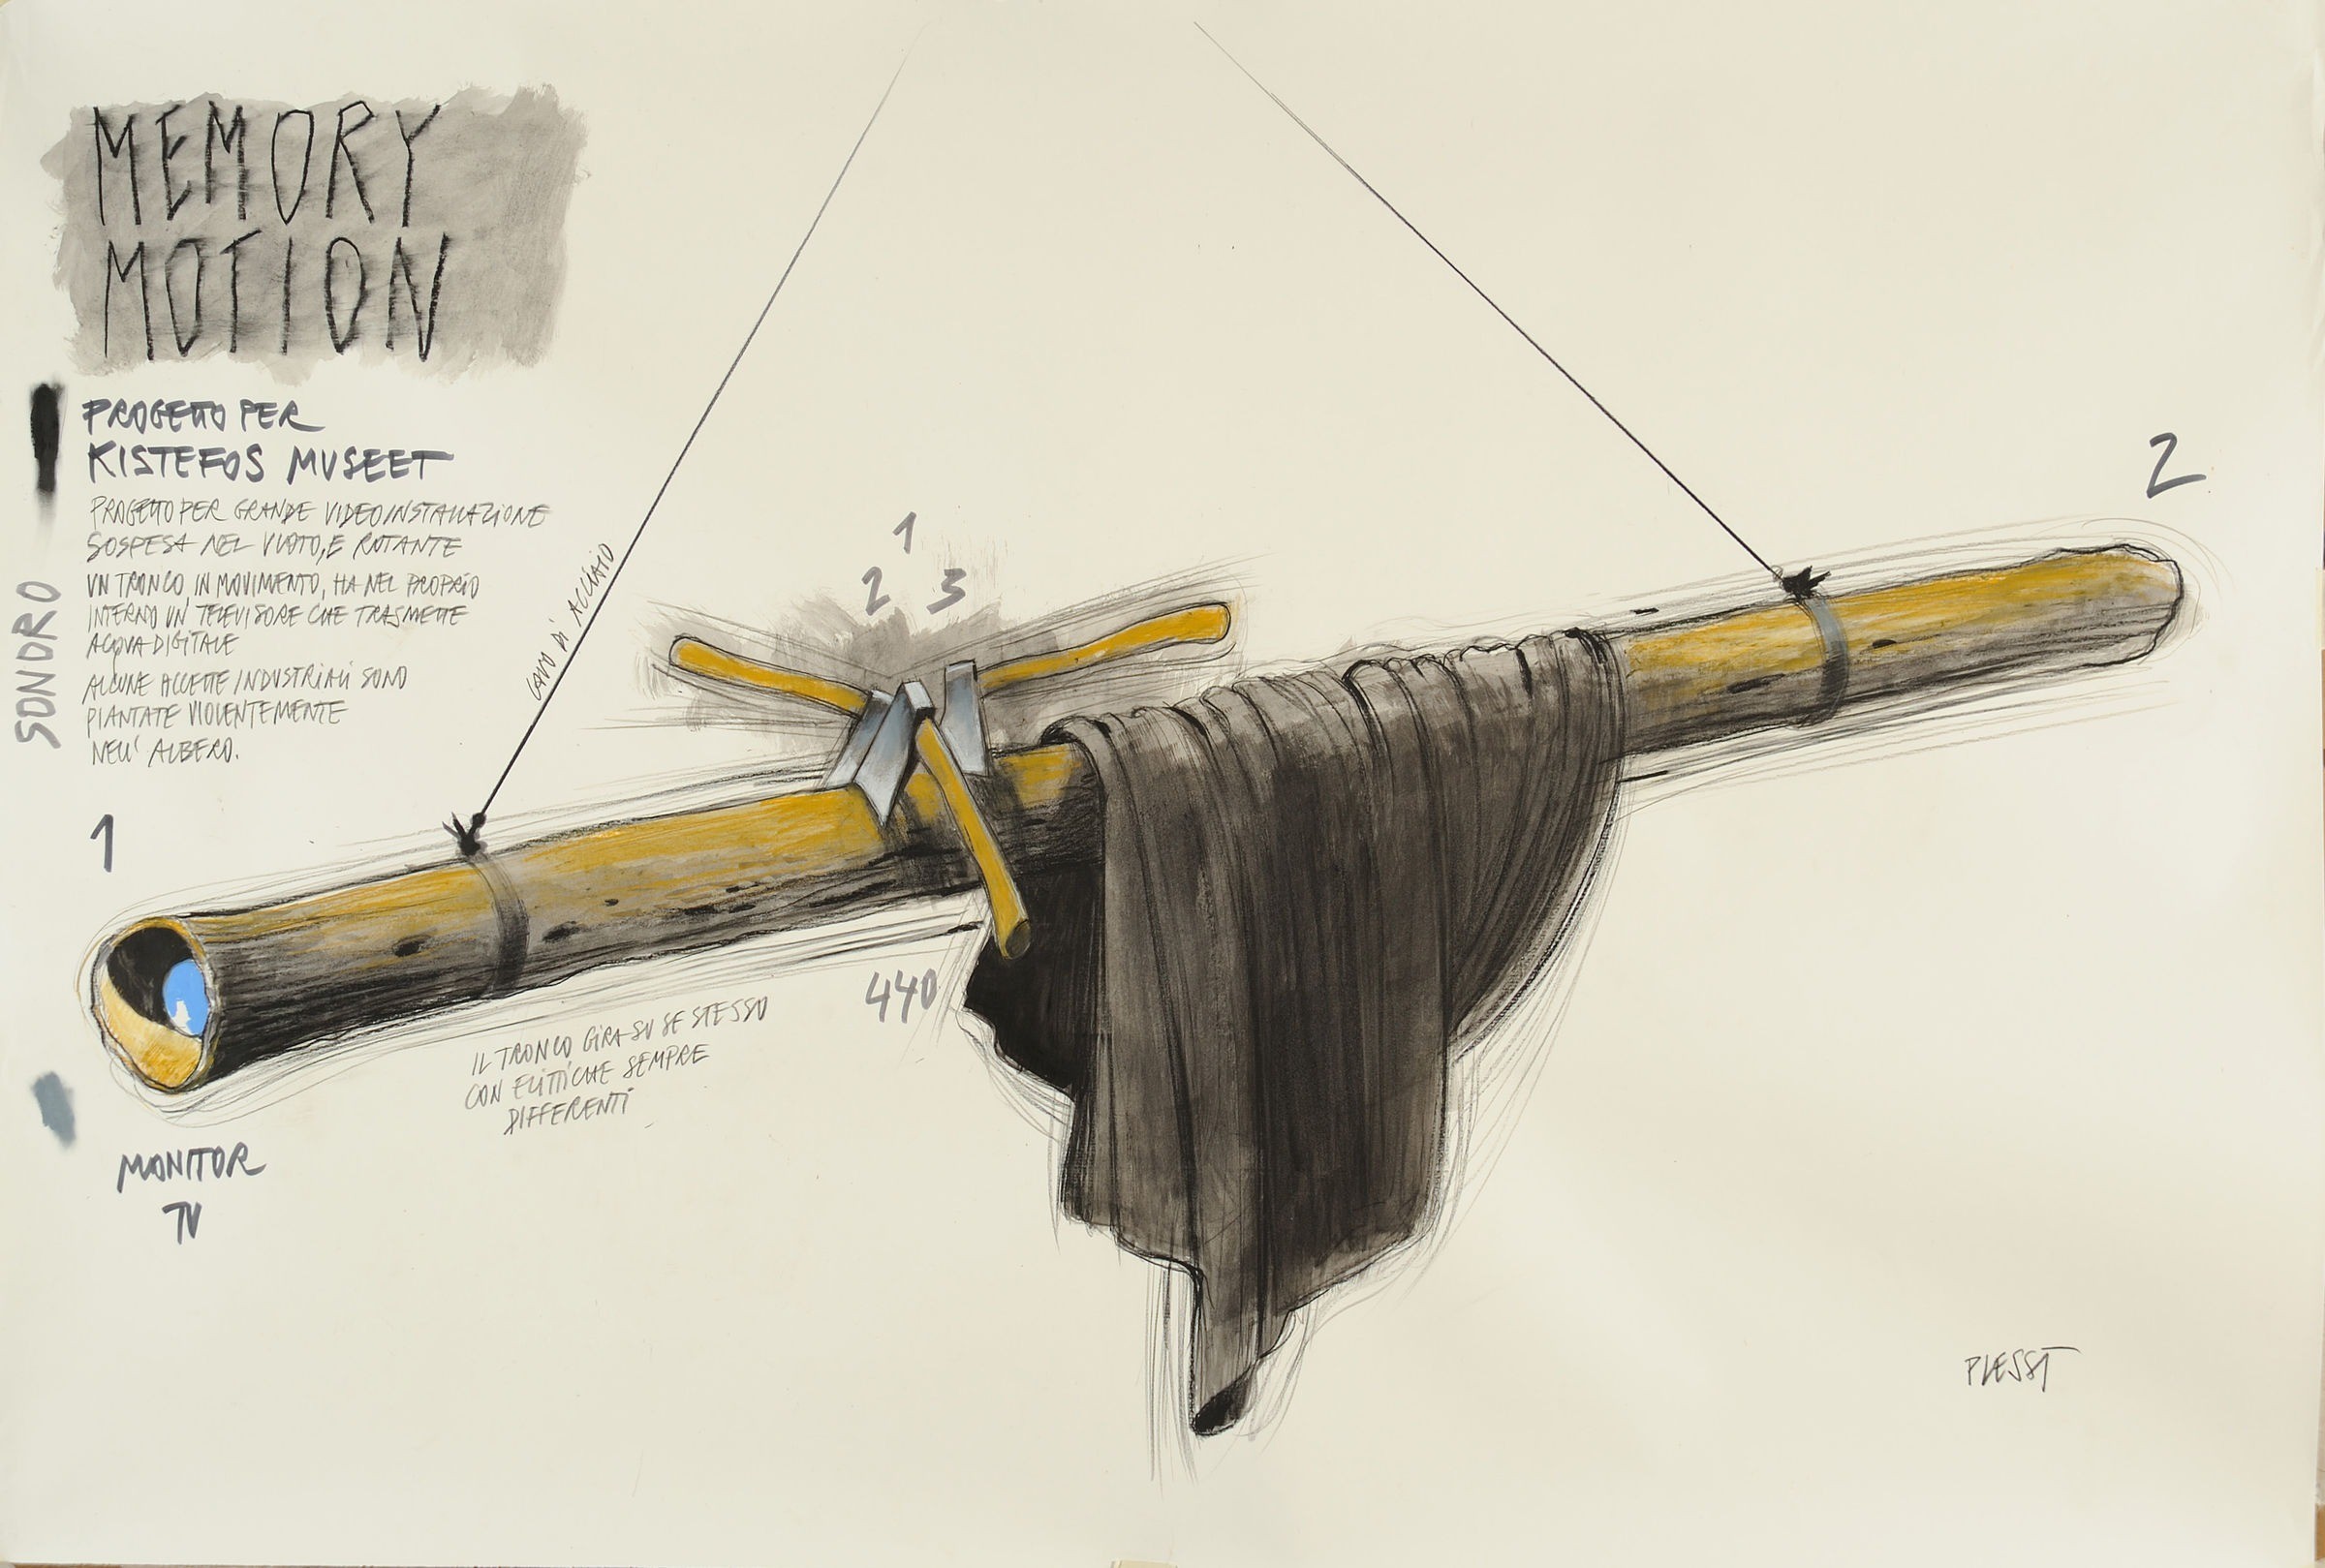 MEMORY
MOTION
PROGETTO PER
KISTEFOS MUSEET
PROGETTO PER GRANDE VIDEOINSTALLAZIONE
SOSPESA NEL VUOTO, E ROTANTE
UN TRONCO IN MOVIMENTO, HA NEL PROPRIO
INTERNO UN TELEVISORE CHE TRASMETTE
ACQUA DIGITALE
ALCUNE ACCETTE INDUSTRIALI SONO
PIANTATE VIOLENTEMENTE
NELL' ALBERO.
SONORO
CAVO DI ACCIAIO
1
2 3
2
1
440
IL TRONCO GIRA SU SE STESSO
CON ELITTICHE SEMPRE
DIFFERENTI
MONITOR
TV
PLESSI